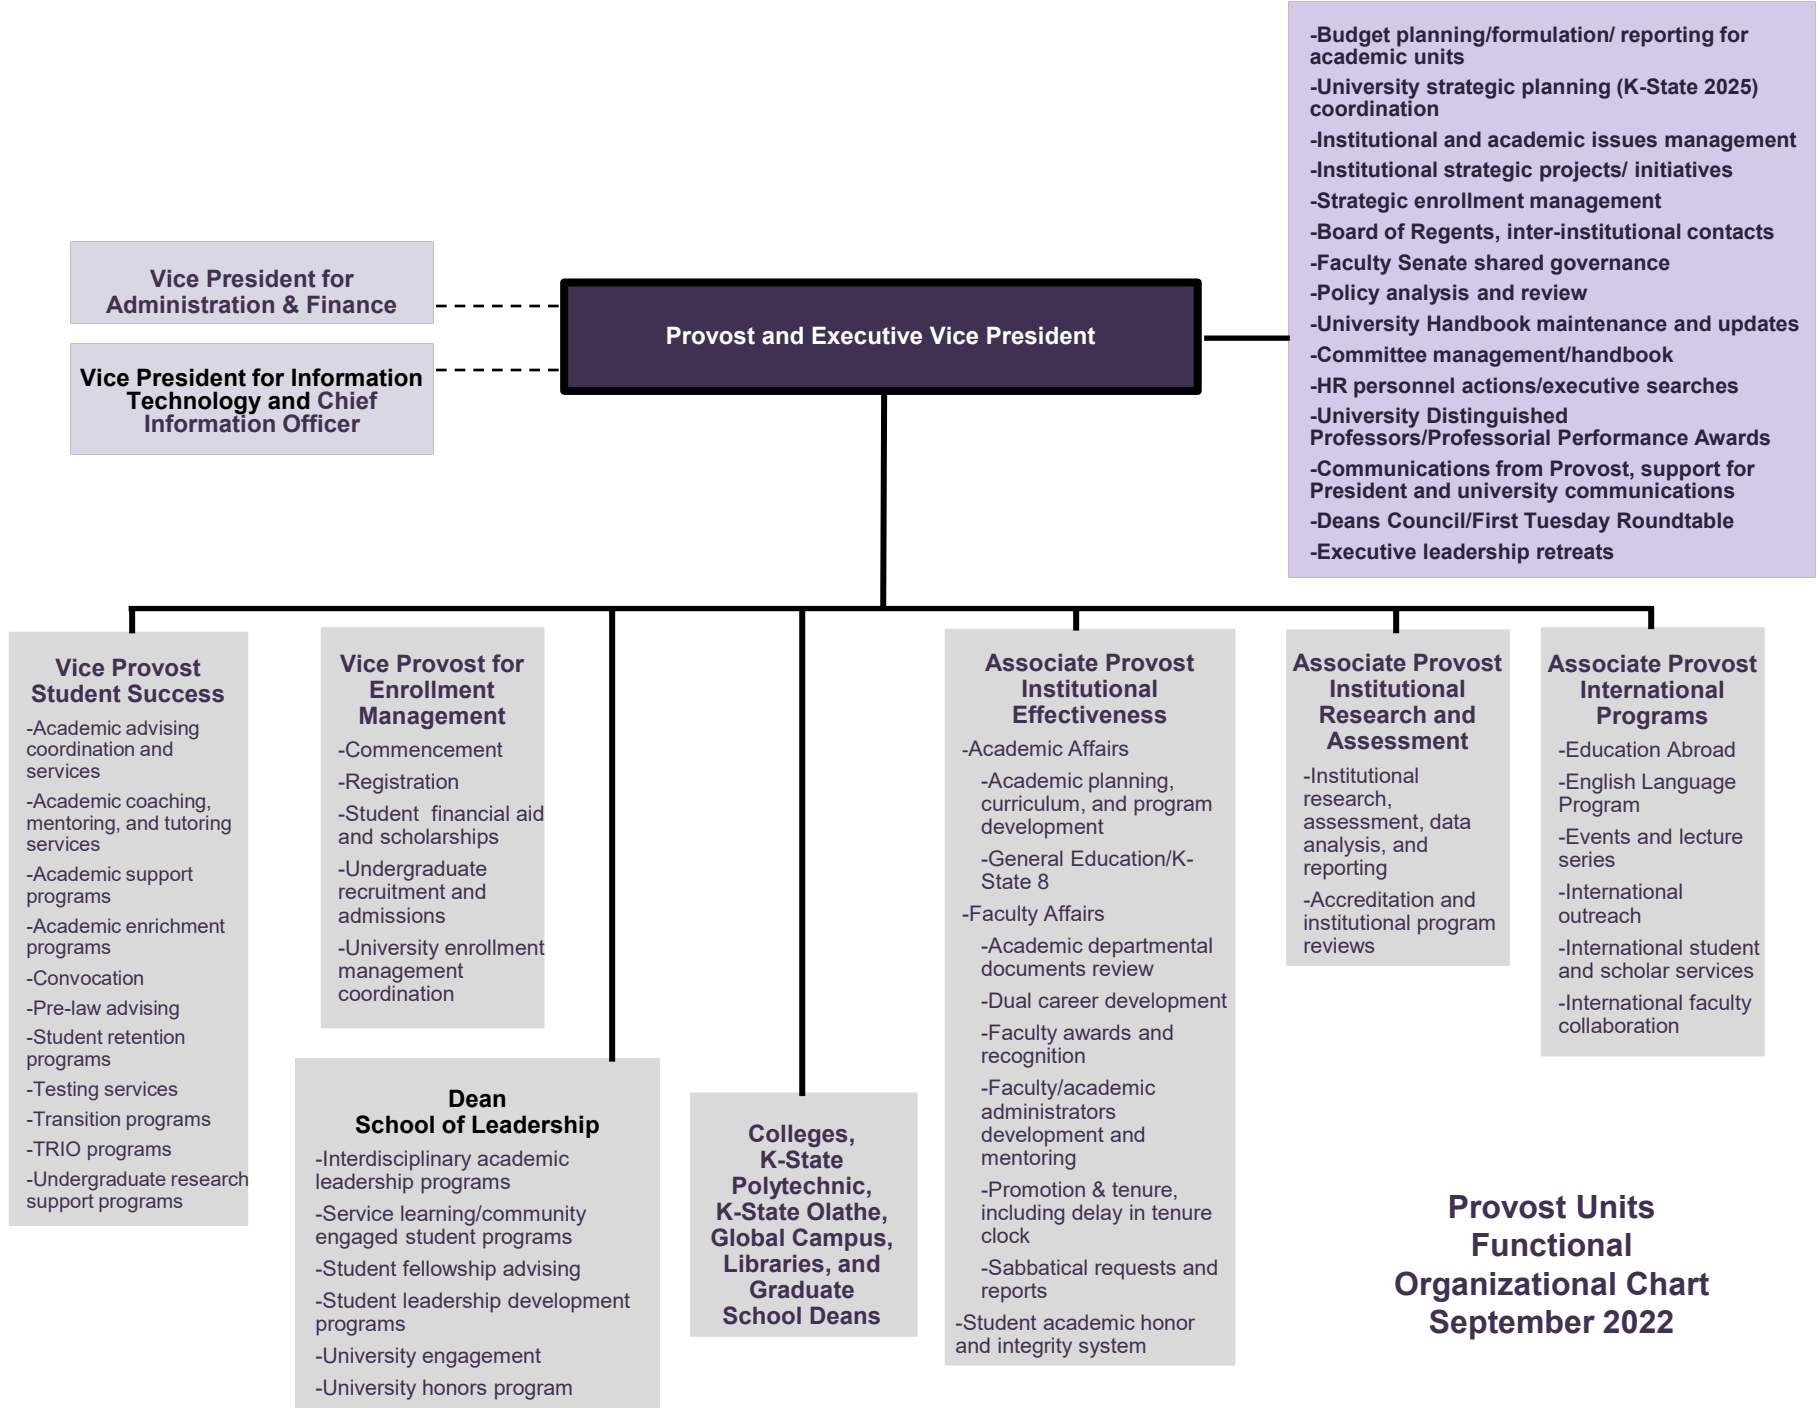 -Budget planning/formulation/ reporting for
academic units
-University strategic planning (K-State 2025)
coordination
-Institutional and academic issues management
-Institutional strategic projects/ initiatives
-Strategic enrollment management
-Board of Regents, inter-institutional contacts
-Faculty Senate shared governance
-Policy analysis and review
-University Handbook maintenance and updates
-Committee management/handbook
-HR personnel actions/executive searches
-University Distinguished
Professors/Professorial Performance Awards
-Communications from Provost, support for
President and university communications
-Deans Council/First Tuesday Roundtable
-Executive leadership retreats
Vice President for
Administration & Finance
Vice President for Information
Technology and Chief
Information Officer
Provost and Executive Vice President
Vice Provost
Student Success
-Academic advising
coordination and
services
-Academic coaching,
mentoring, and tutoring
services
-Academic support
programs
-Academic enrichment
programs
-Convocation
-Pre-law advising
-Student retention
programs
-Testing services
-Transition programs
-TRIO programs
-Undergraduate research
support programs
Vice Provost for
Enrollment
Management
-Commencement
-Registration
-Student  financial aid
and scholarships
-Undergraduate
recruitment and
admissions
-University enrollment
management
coordination
Dean
School of Leadership
-Interdisciplinary academic
leadership programs
-Service learning/community
engaged student programs
-Student fellowship advising
-Student leadership development
programs
-University engagement
-University honors program
Colleges,
K-State
Polytechnic,
K-State Olathe,
Global Campus,
Libraries, and
Graduate
School Deans
Associate Provost
Institutional
Effectiveness
-Academic Affairs
-Academic planning,
curriculum, and program
development
-General Education/K-
State 8
-Faculty Affairs
-Academic departmental
documents review
-Dual career development
-Faculty awards and
recognition
-Faculty/academic
administrators
development and
mentoring
-Promotion & tenure,
including delay in tenure
clock
-Sabbatical requests and
reports
-Student academic honor
and integrity system
Associate Provost
Institutional
Research and
Assessment
-Institutional
research,
assessment, data
analysis, and
reporting
-Accreditation and
institutional program
reviews
Associate Provost
International
Programs
-Education Abroad
-English Language
Program
-Events and lecture
series
-International
outreach
-International student
and scholar services
-International faculty
collaboration
Provost Units
Functional
Organizational Chart
September 2022